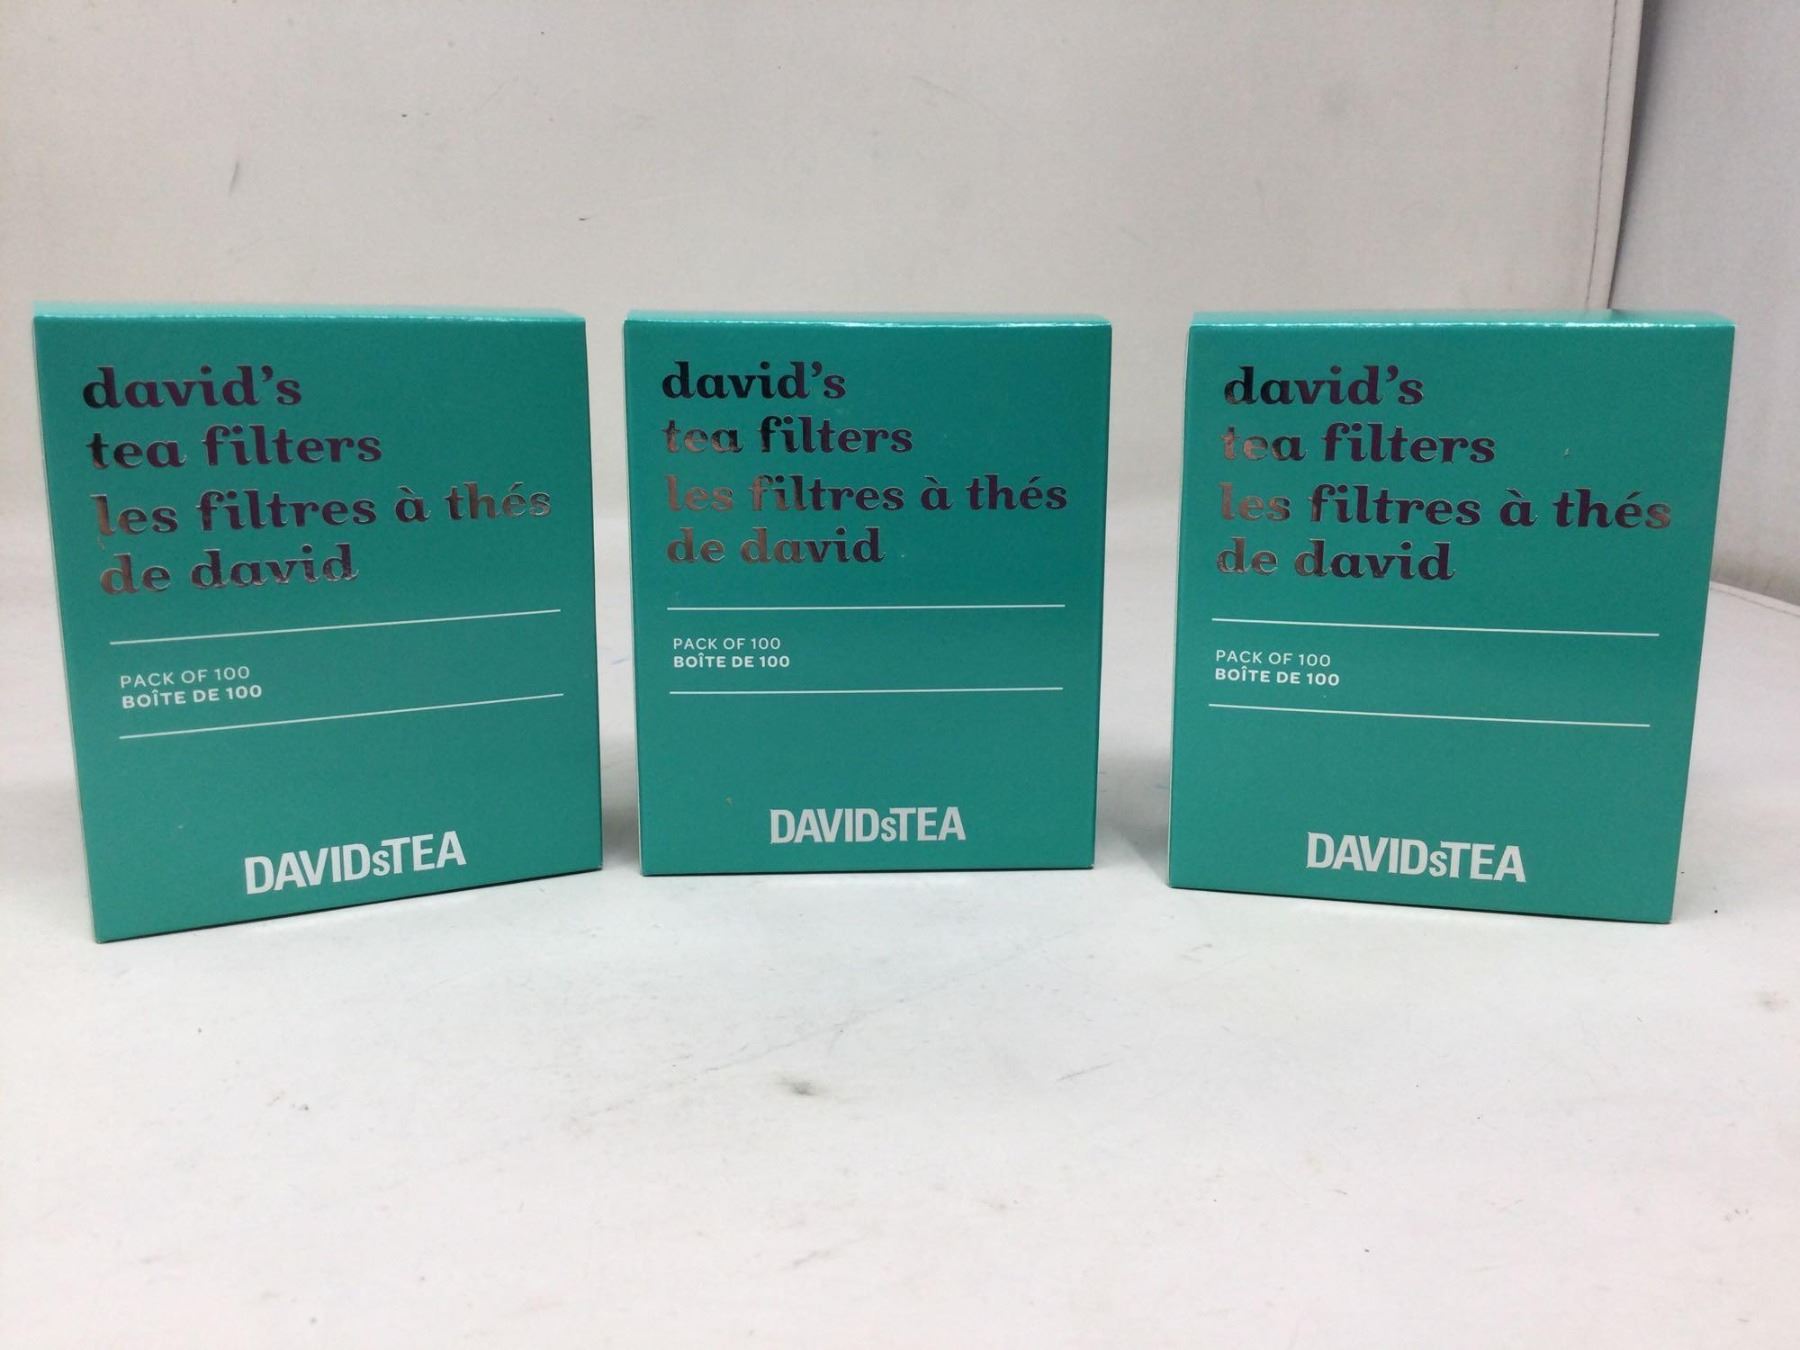 david's
tea filters
les filtres à thés
de david
PACK OF 100
BOÎTE DE 100
DAVIDsTEA
david's
tea filters
les filtres à thés
de david
PACK OF 100
BOÎTE DE 100
DAVIDsTEA
david's
tea filters
les filtres à thés
de david
PACK OF 100
BOÎTE DE 100
DAVIDsTEA